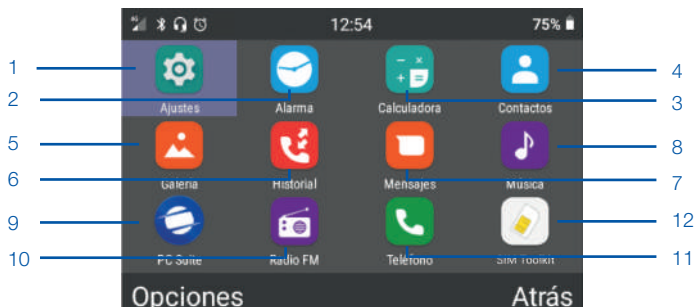 4G 12:54 75%
1 4
Ajustes Alarma Calculadora Contactos
2 3
5 8
Galería Historial Mensajes Música
6 7
9 12
PC Suite Radio FM Teléfono SIM Toolkit
10 11
Opciones Atrás